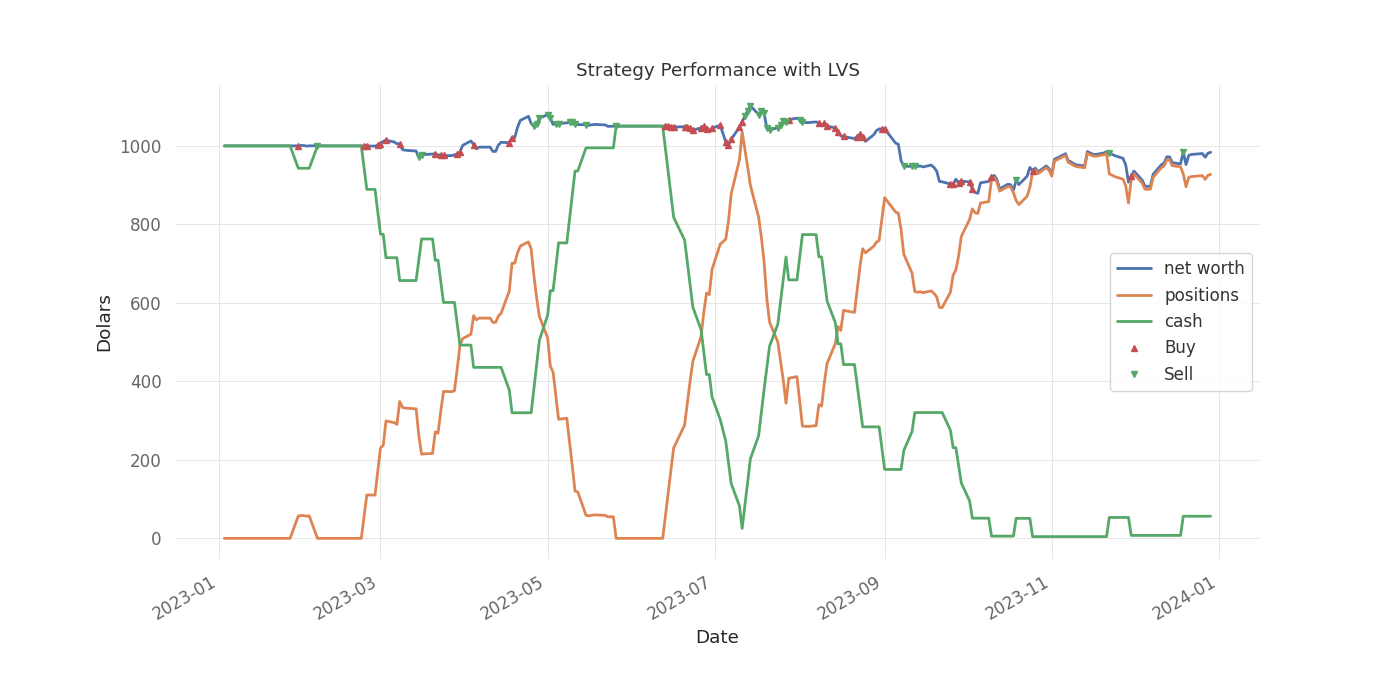 Strategy Performance with LVS
1000
800
600
400
200
0
Dolars
net worth
positions
cash
Buy
Sell
2023-01
2023-03
2023-05
2023-07
2023-09
2023-11
2024-01
Date